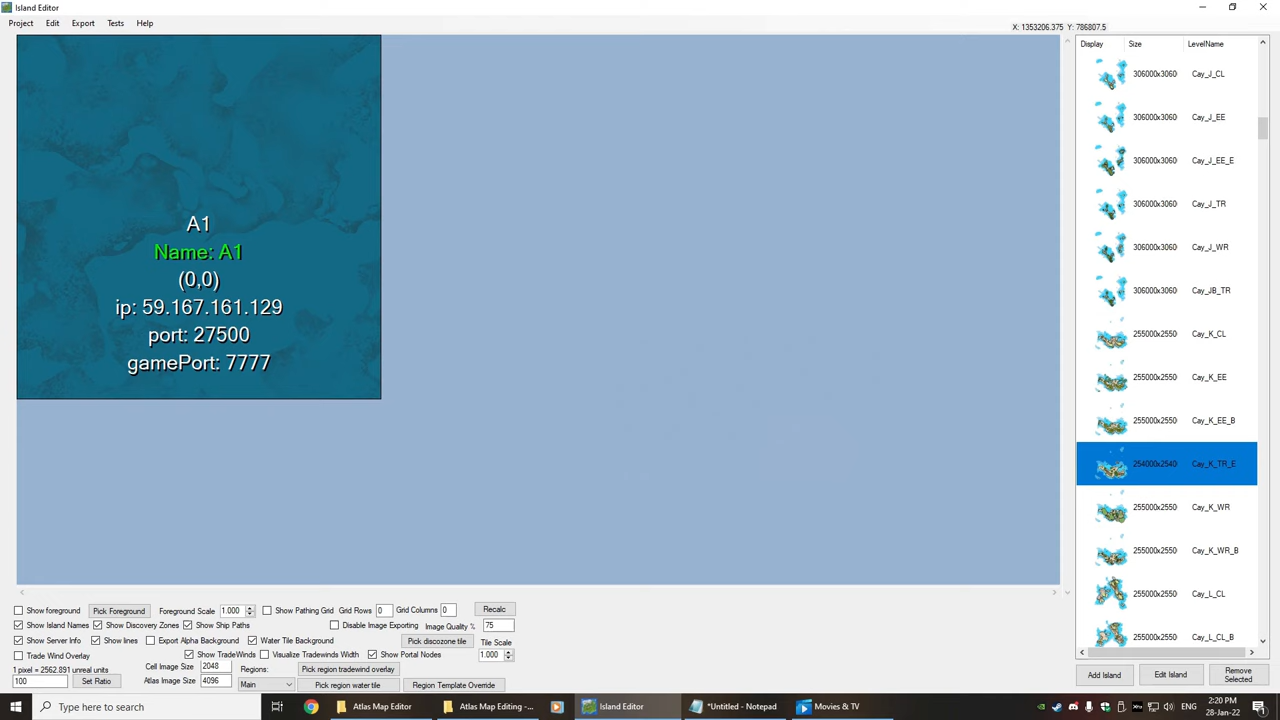 Island Editor
Project Edit Export Tests Help
X: 1353206.375 Y: 786807.5
Display Size LevelName
306000x3060 Cay_J_CL
306000x3060 Cay_J_EE
306000x3060 Cay_J_EE_E
306000x3060 Cay_J_TR
306000x3060 Cay_J_WR
306000x3060 Cay_JB_TR
255000x2550 Cay_K_CL
255000x2550 Cay_K_EE
255000x2550 Cay_K_EE_B
254000x2540 Cay_K_TR_E
255000x2550 Cay_K_WR
255000x2550 Cay_K_WR_B
255000x2550 Cay_L_CL
255000x2550 Cay_L_CL_B
A1
Name: A1
(0,0)
ip: 59.167.161.129
port: 27500
gamePort: 7777
Show foreground Pick Foreground Foreground Scale 1.000 Show Pathing Grid Grid Rows 0 Grid Columns 0 Recalc
Show Island Names Show Discovery Zones Show Ship Paths Disable Image Exporting Image Quality % 75
Show Server Info Show lines Export Alpha Background Water Tile Background Pick discozone tile Tile Scale
Trade Wind Overlay Show TradeWinds Visualize Tradewinds Width Show Portal Nodes 1.000
1 pixel = 2562.891 unreal units Cell Image Size 2048 Regions: Pick region tradewind overlay
100 Set Ratio Atlas Image Size 4096 Main Pick region water tile Region Template Override
Add Island Edit Island Remove Selected
Type here to search Atlas Map Editor Atlas Map Editing -... Island Editor *Untitled - Notepad Movies & TV ENG 2:20 PM
28-Jan-22